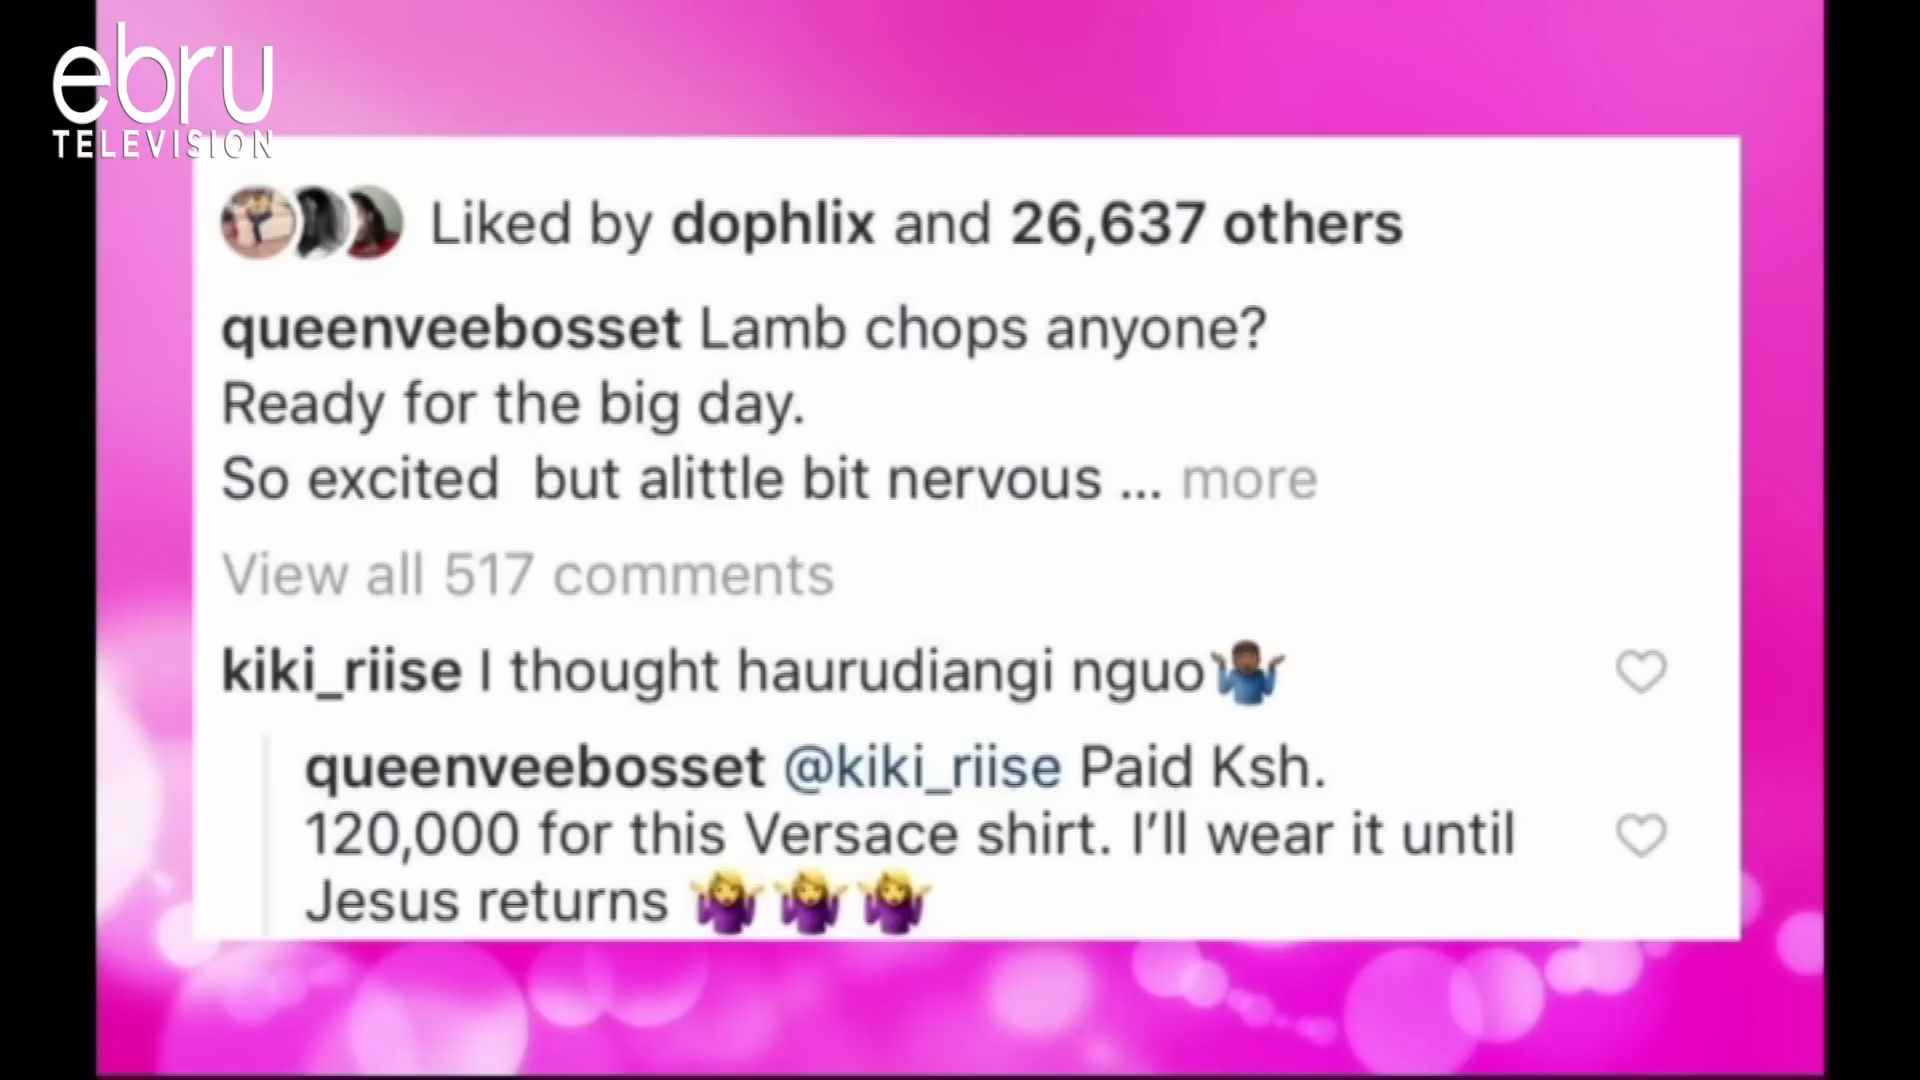 ebru
TELEVISION
Liked by dophlix and 26,637 others
queenveebosset Lamb chops anyone?
Ready for the big day.
So excited but alittle bit nervous ... more
View all 517 comments
kiki_riise I thought haurudiangi nguo🤷🏾‍♂️
queenveebosset @kiki_riise Paid Ksh.
120,000 for this Versace shirt. I'll wear it until
Jesus returns 🤷‍♀️🤷‍♀️🤷‍♀️